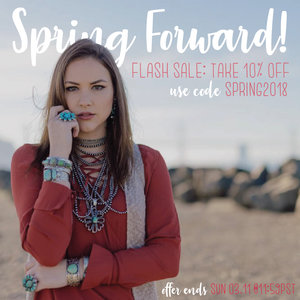 Spring Forward!
FLASH SALE: TAKE 10% OFF
use code SPRING2018
offer ends SUN 03.11 @11:59PST